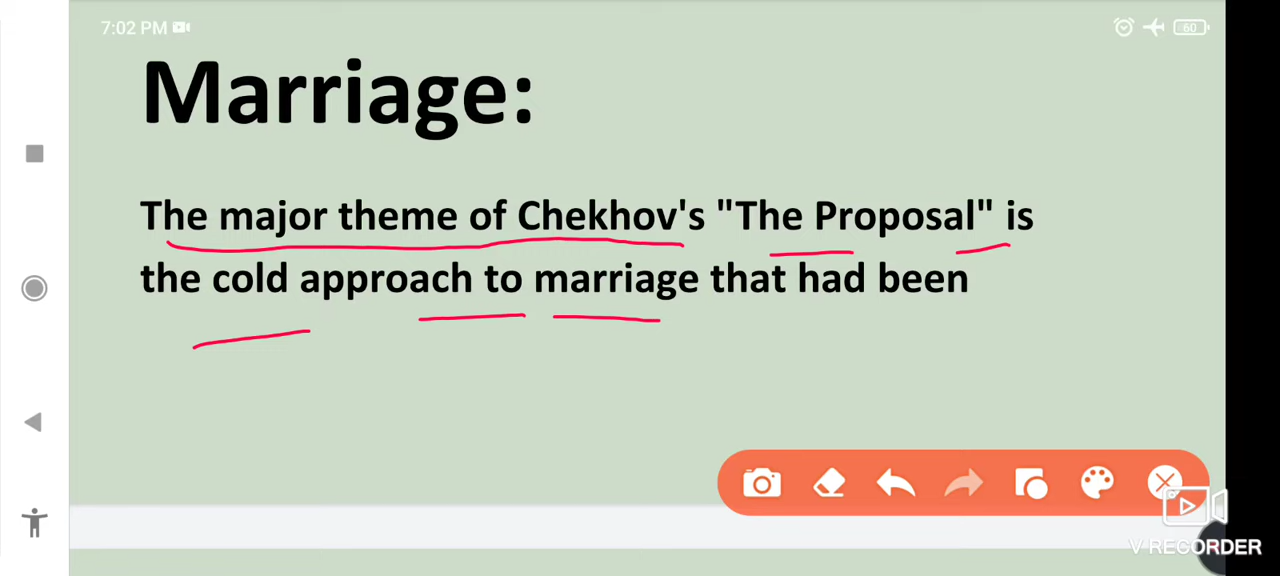 7:02 PM
60
Marriage:
The major theme of Chekhov's "The Proposal" is
the cold approach to marriage that had been
V RECORDER